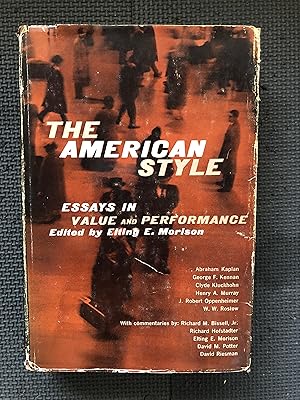 THE
AMERICAN
STYLE
ESSAYS IN
VALUE AND PERFORMANCE
Edited by Elting E. Morison
Abraham Kaplan
George F. Kennan
Clyde Kluckhohn
Henry A. Murray
J. Robert Oppenheimer
W. W. Rostow
With commentaries by: Richard M. Bissell, Jr.
Richard Hofstadter
Elting E. Morison
David M. Potter
David Riesman